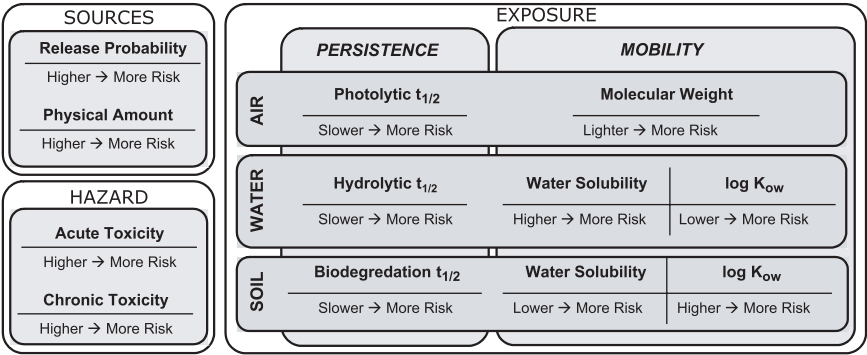 SOURCES
Release Probability
Higher → More Risk
Physical Amount
Higher → More Risk
HAZARD
Acute Toxicity
Higher → More Risk
Chronic Toxicity
Higher → More Risk
EXPOSURE
PERSISTENCE MOBILITY
AIR
Photolytic t1/2 Molecular Weight
Slower → More Risk Lighter → More Risk
WATER
Hydrolytic t1/2 Water Solubility log Kow
Slower → More Risk Higher → More Risk Lower → More Risk
SOIL
Biodegredation t1/2 Water Solubility log Kow
Slower → More Risk Lower → More Risk Higher → More Risk